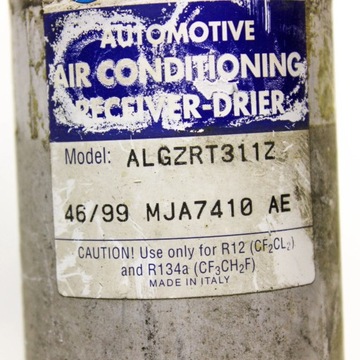 AUTOMOTIVE
AIR CONDITIONING
RECEIVER-DRIER
Model: ALGZRT311Z
46/99 MJA7410 AE
CAUTION! Use only for R12 (CF2CL2)
and R134a (CF3CH2F)
MADE IN ITALY